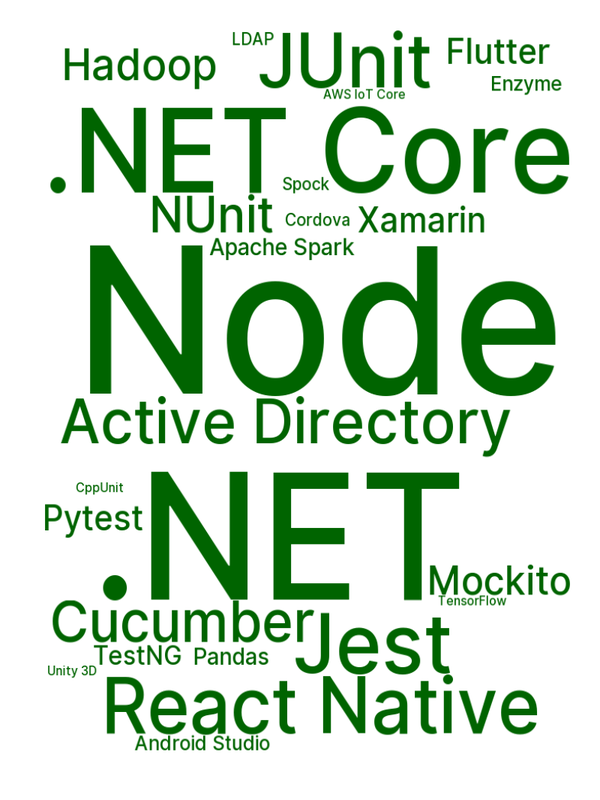 LDAP
JUnit
Flutter
Hadoop
Enzyme
AWS IoT Core
.NET Core
Spock
NUnit
Cordova
Xamarin
Apache Spark
Node
Active Directory
CppUnit
.NET
Pytest
Mockito
TensorFlow
Cucumber
Jest
TestNG
Pandas
Unity 3D
React Native
Android Studio